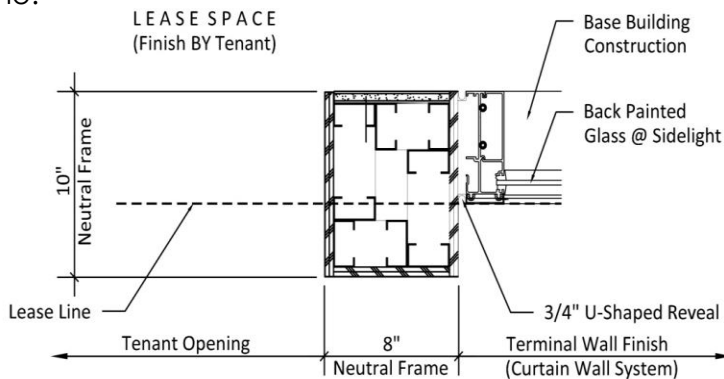 LEASE SPACE
(Finish BY Tenant)
Base Building
Construction
Back Painted
Glass @ Sidelight
10"
Neutral Frame
Lease Line
3/4" U-Shaped Reveal
Tenant Opening
8"
Neutral Frame
Terminal Wall Finish
(Curtain Wall System)